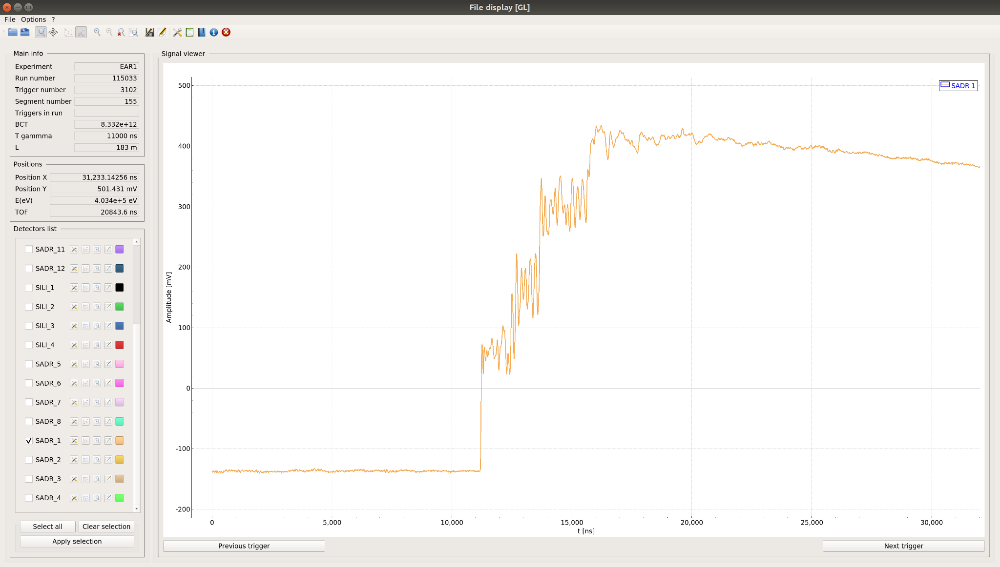 File display [GL]
File Options ?
Main info
Experiment EAR1
Run number 115033
Trigger number 3102
Segment number 155
Triggers in run
BCT 8.332e+12
T gammma 11000 ns
L 183 m
Positions
Position X 31,233.14256 ns
Position Y 501.431 mV
E(eV) 4.034e+5 eV
TOF 20843.6 ns
Detectors list
SADR_11
SADR_12
SILI_1
SILI_2
SILI_3
SILI_4
SADR_5
SADR_6
SADR_7
SADR_8
SADR_1
SADR_2
SADR_3
SADR_4
Select all Clear selection
Apply selection
Signal viewer
SADR 1
500
400
300
200
100
0
-100
-200
Amplitude [mV]
0 5,000 10,000 15,000 20,000 25,000 30,000
t [ns]
Previous trigger Next trigger